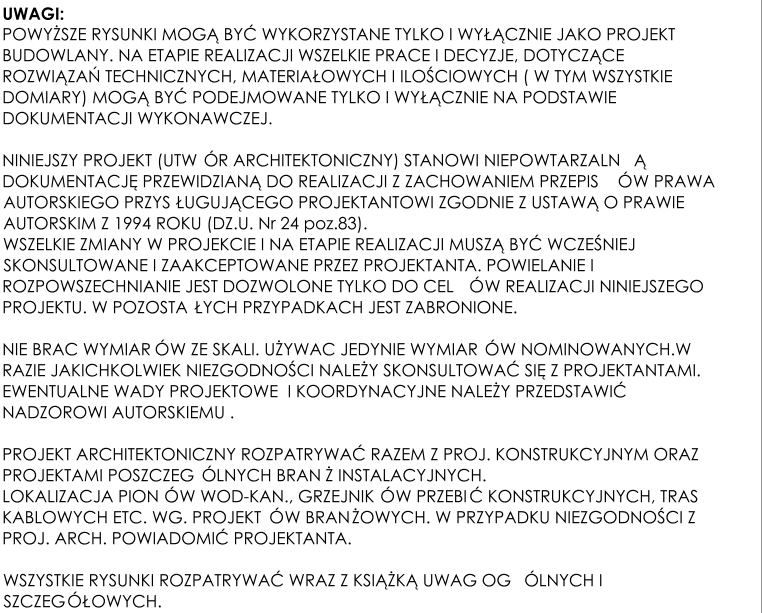 UWAGI:
POWYŻSZE RYSUNKI MOGĄ BYĆ WYKORZYSTANE TYLKO I WYŁĄCZNIE JAKO PROJEKT
BUDOWLANY. NA ETAPIE REALIZACJI WSZELKIE PRACE I DECYZJE, DOTYCZĄCE
ROZWIĄZAŃ TECHNICZNYCH, MATERIAŁOWYCH I ILOŚCIOWYCH ( W TYM WSZYSTKIE
DOMIARY) MOGĄ BYĆ PODEJMOWANE TYLKO I WYŁĄCZNIE NA PODSTAWIE
DOKUMENTACJI WYKONAWCZEJ.

NINIEJSZY PROJEKT (UTW ÓR ARCHITEKTONICZNY) STANOWI NIEPOWTARZALN Ą
DOKUMENTACJĘ PRZEWIDZIANĄ DO REALIZACJI Z ZACHOWANIEM PRZEPIS ÓW PRAWA
AUTORSKIEGO PRZYS ŁUGUJĄCEGO PROJEKTANTOWI ZGODNIE Z USTAWĄ O PRAWIE
AUTORSKIM Z 1994 ROKU (DZ.U. Nr 24 poz.83).
WSZELKIE ZMIANY W PROJEKCIE I NA ETAPIE REALIZACJI MUSZĄ BYĆ WCZEŚNIEJ
SKONSULTOWANE I ZAAKCEPTOWANE PRZEZ PROJEKTANTA. POWIELANIE I
ROZPOWSZECHNIANIE JEST DOZWOLONE TYLKO DO CEL ÓW REALIZACJI NINIEJSZEGO
PROJEKTU. W POZOSTA ŁYCH PRZYPADKACH JEST ZABRONIONE.

NIE BRAC WYMIAR ÓW ZE SKALI. UŻYWAC JEDYNIE WYMIAR ÓW NOMINOWANYCH.W
RAZIE JAKICHKOLWIEK NIEZGODNOŚCI NALEŻY SKONSULTOWAĆ SIĘ Z PROJEKTANTAMI.
EWENTUALNE WADY PROJEKTOWE I KOORDYNACYJNE NALEŻY PRZEDSTAWIĆ
NADZOROWI AUTORSKIEMU .

PROJEKT ARCHITEKTONICZNY ROZPATRYWAĆ RAZEM Z PROJ. KONSTRUKCYJNYM ORAZ
PROJEKTAMI POSZCZEG ÓLNYCH BRAN Ż INSTALACYJNYCH.
LOKALIZACJA PION ÓW WOD-KAN., GRZEJNIK ÓW PRZEBIĆ KONSTRUKCYJNYCH, TRAS
KABLOWYCH ETC. WG. PROJEKT ÓW BRANŻOWYCH. W PRZYPADKU NIEZGODNOŚCI Z
PROJ. ARCH. POWIADOMIĆ PROJEKTANTA.

WSZYSTKIE RYSUNKI ROZPATRYWAĆ WRAZ Z KSIĄŻKĄ UWAG OG ÓLNYCH I
SZCZEGÓŁOWYCH.